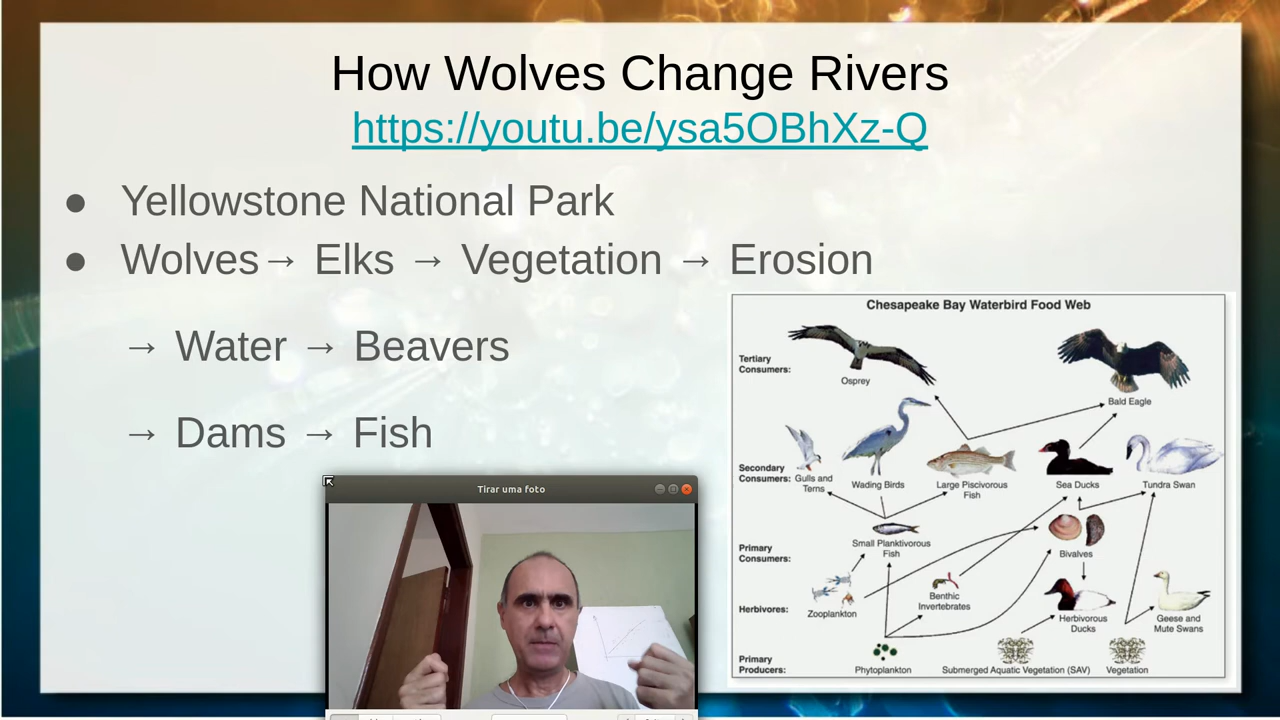 How Wolves Change Rivers
https://youtu.be/ysa5OBhXz-Q
● Yellowstone National Park
● Wolves→ Elks → Vegetation → Erosion
→ Water → Beavers
→ Dams → Fish
Tirar uma foto
Chesapeake Bay Waterbird Food Web
Tertiary
Consumers:
Osprey
Bald Eagle
Secondary
Consumers:
Gulls and
Terns
Wading Birds
Large Piscivorous
Fish
Sea Ducks
Tundra Swan
Primary
Consumers:
Small Planktivorous
Fish
Bivalves
Herbivores:
Zooplankton
Benthic
Invertebrates
Herbivorous
Ducks
Geese and
Mute Swans
Primary
Producers:
Phytoplankton
Submerged Aquatic Vegetation (SAV)
Vegetation